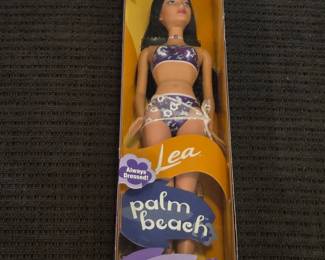 Lea
Always
Dressed!
palm
beach